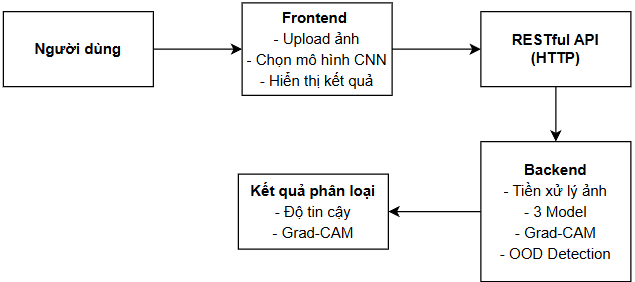 Người dùng
Frontend
- Upload ảnh
- Chọn mô hình CNN
- Hiển thị kết quả
RESTful API
(HTTP)
Backend
- Tiền xử lý ảnh
- 3 Model
- Grad-CAM
- OOD Detection
Kết quả phân loại
- Độ tin cậy
- Grad-CAM